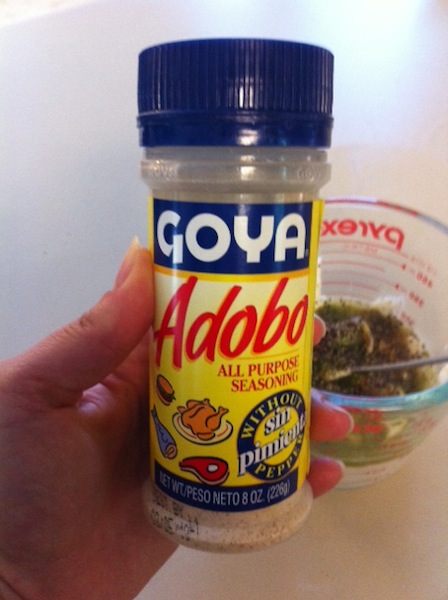 GOYA
Adobo
ALL PURPOSE
SEASONING
WITHOUT
sin
pimienta
PEPPER
NET WT/PESO NETO 8 OZ. (226g)
pyrex